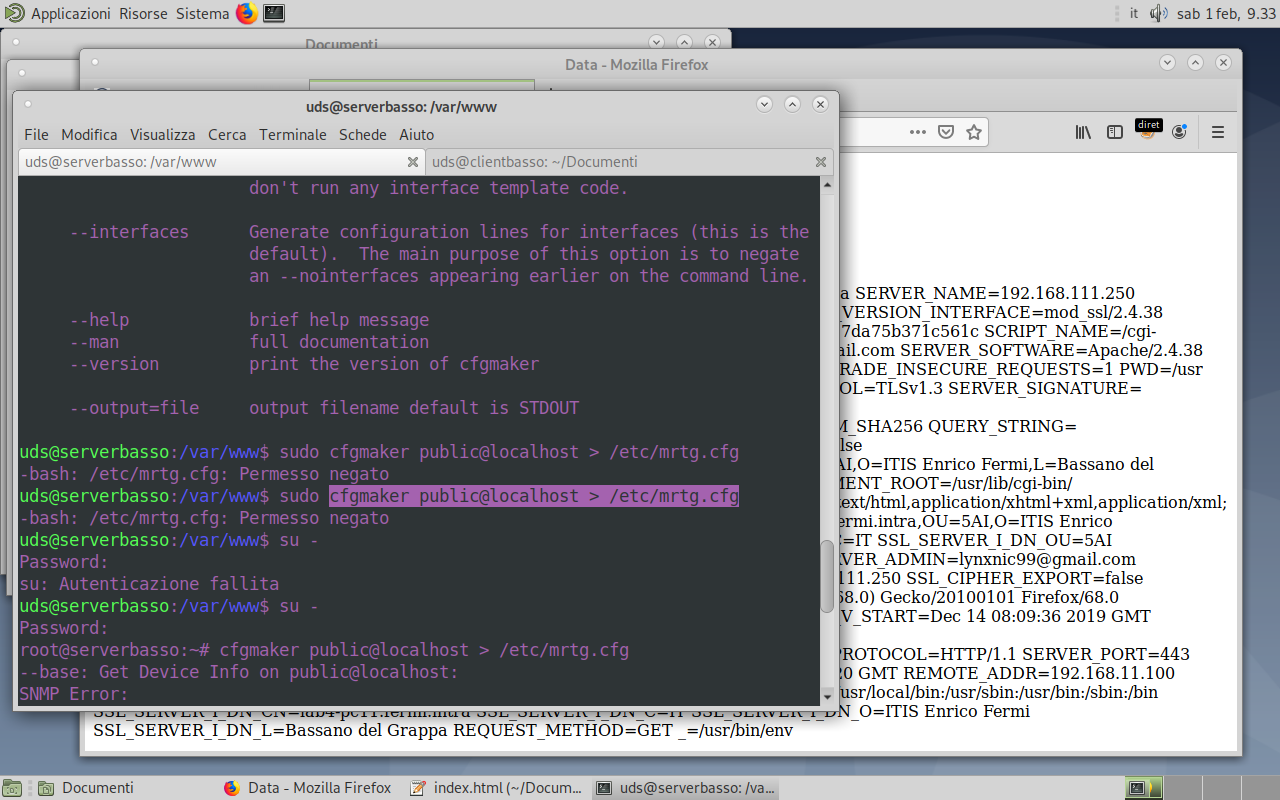 Applicazioni Risorse Sistema it sab 1 feb, 9.33
Documenti
Data - Mozilla Firefox
uds@serverbasso: /var/www
diret
File Modifica Visualizza Cerca Terminale Schede Aiuto
uds@serverbasso: /var/www uds@clientbasso: ~/Documenti
don't run any interface template code.
--interfaces Generate configuration lines for interfaces (this is the
default). The main purpose of this option is to negate
an --nointerfaces appearing earlier on the command line.
--help brief help message
--man full documentation
--version print the version of cfgmaker
--output=file output filename default is STDOUT
uds@serverbasso:/var/www$ sudo cfgmaker public@localhost > /etc/mrtg.cfg
-bash: /etc/mrtg.cfg: Permesso negato
uds@serverbasso:/var/www$ sudo cfgmaker public@localhost > /etc/mrtg.cfg
-bash: /etc/mrtg.cfg: Permesso negato
uds@serverbasso:/var/www$ su -
Password:
su: Autenticazione fallita
uds@serverbasso:/var/www$ su -
Password:
root@serverbasso:~# cfgmaker public@localhost > /etc/mrtg.cfg
--base: Get Device Info on public@localhost:
SNMP Error:
a SERVER_NAME=192.168.111.250
_VERSION_INTERFACE=mod_ssl/2.4.38
7da75b371c561c SCRIPT_NAME=/cgi-
ail.com SERVER_SOFTWARE=Apache/2.4.38
RADE_INSECURE_REQUESTS=1 PWD=/usr
OL=TLSv1.3 SERVER_SIGNATURE=
M_SHA256 QUERY_STRING=
lse
AI,O=ITIS Enrico Fermi,L=Bassano del
MENT_ROOT=/usr/lib/cgi-bin/
text/html,application/xhtml+xml,application/xml;
ermi.intra,OU=5AI,O=ITIS Enrico
=IT SSL_SERVER_I_DN_OU=5AI
RVER_ADMIN=lynxnic99@gmail.com
111.250 SSL_CIPHER_EXPORT=false
68.0) Gecko/20100101 Firefox/68.0
V_START=Dec 14 08:09:36 2019 GMT
PROTOCOL=HTTP/1.1 SERVER_PORT=443
20 GMT REMOTE_ADDR=192.168.11.100
usr/local/bin:/usr/sbin:/usr/bin:/sbin:/bin
SSL_SERVER_I_DN_CN=lab4-pc11.fermi.intra SSL_SERVER_I_DN_C=IT SSL_SERVER_I_DN_O=ITIS Enrico Fermi
SSL_SERVER_I_DN_L=Bassano del Grappa REQUEST_METHOD=GET _=/usr/bin/env
Documenti Data - Mozilla Firefox index.html (~/Docum... uds@serverbasso: /va...